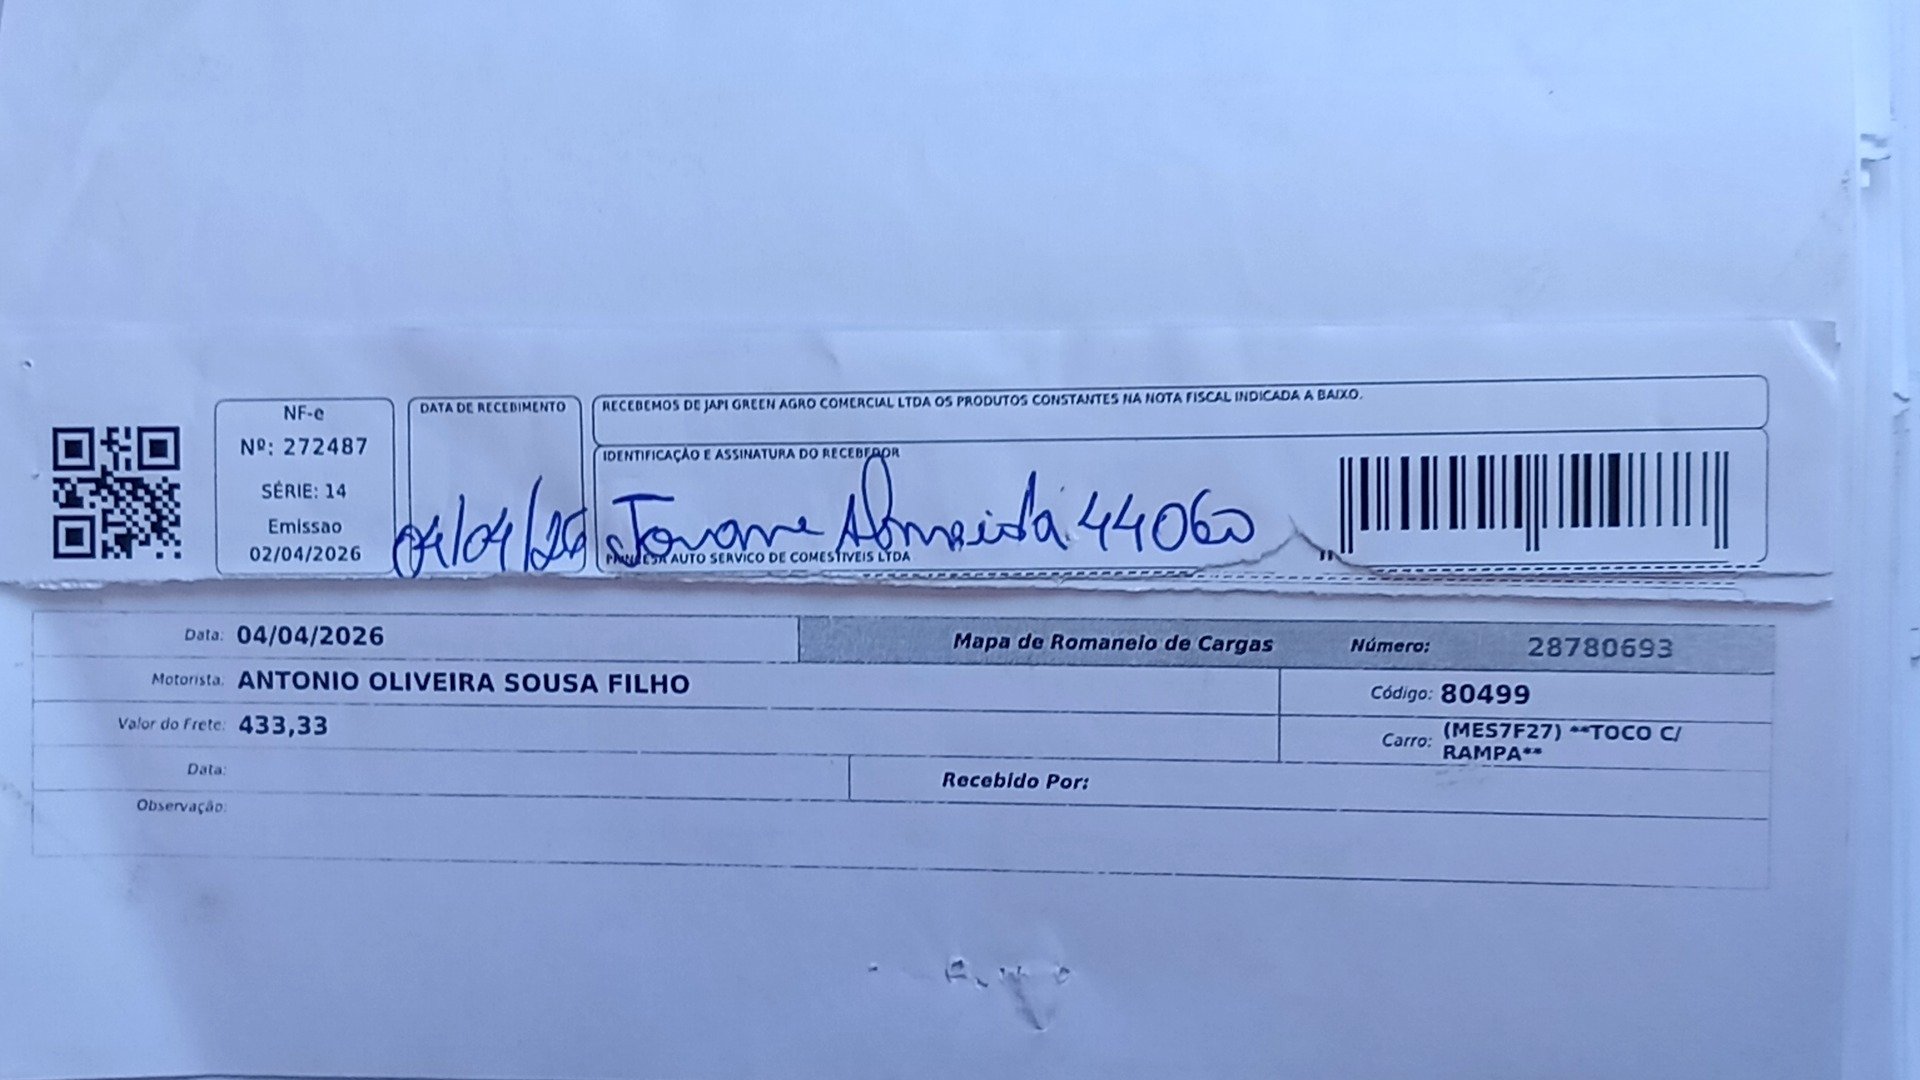 NF-e
Nº: 272487
SÉRIE: 14
Emissao
02/04/2026
DATA DE RECEBIMENTO
04/04/26
RECEBEMOS DE JAPI GREEN AGRO COMERCIAL LTDA OS PRODUTOS CONSTANTES NA NOTA FISCAL INDICADA A BAIXO.
IDENTIFICAÇÃO E ASSINATURA DO RECEBEDOR
Almeida 44060
PRINCESA AUTO SERVICO DE COMESTIVEIS LTDA
Data: 04/04/2026
Mapa de Romaneio de Cargas Número: 28780693
Motorista: ANTONIO OLIVEIRA SOUSA FILHO
Código: 80499
Valor do Frete: 433,33
Carro: (MES7F27) **TOCO C/
RAMPA**
Data:
Recebido Por:
Observação: